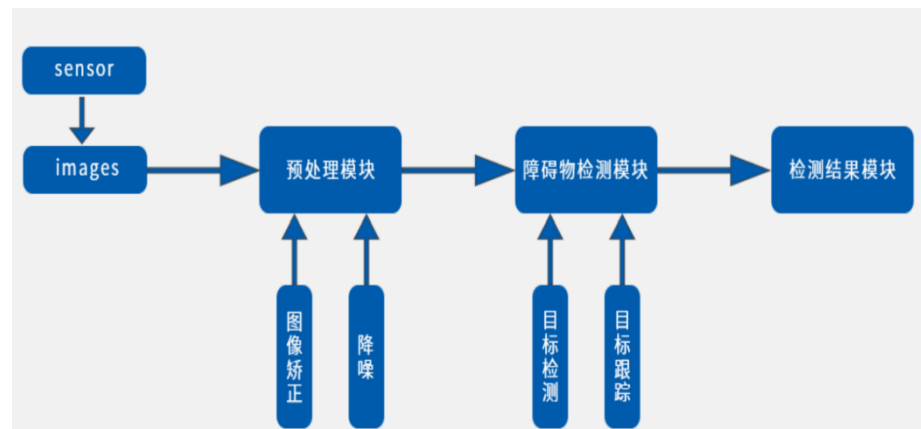 sensor
images
预处理模块
障碍物检测模块
检测结果模块
图像矫正
降噪
目标检测
目标跟踪